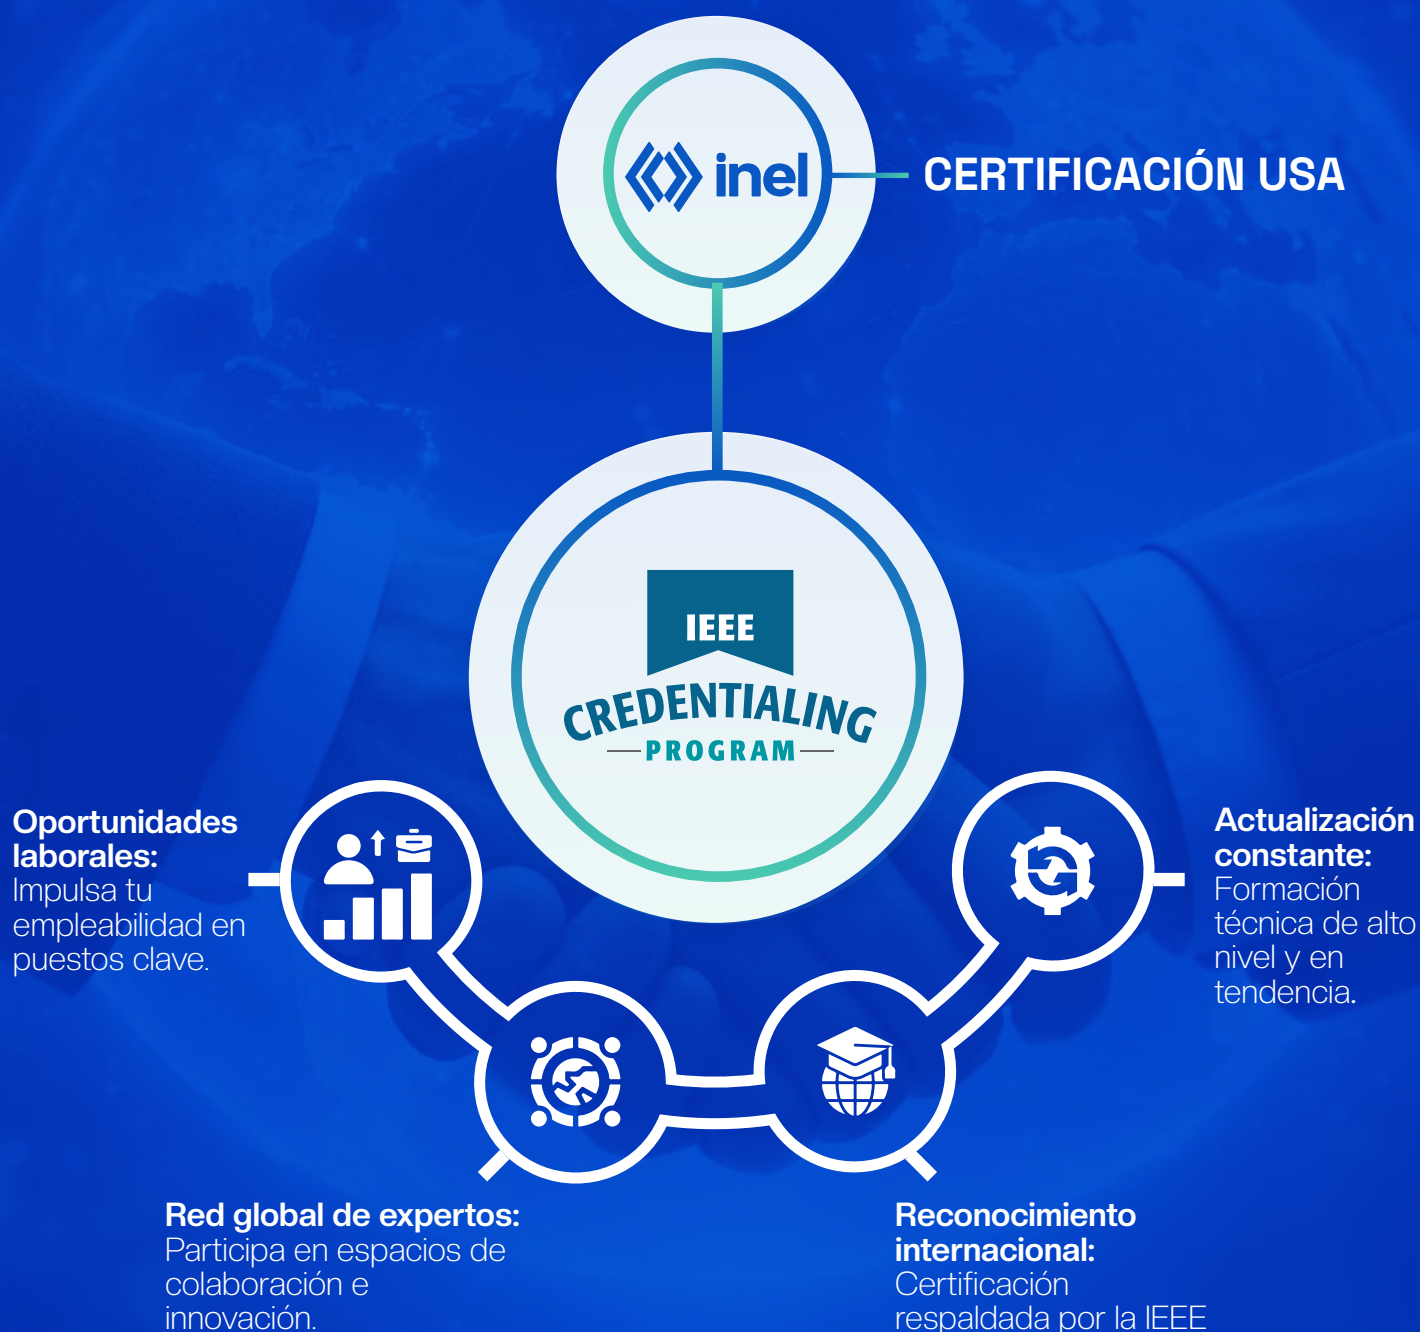 inel
CERTIFICACIÓN USA
IEEE
CREDENTIALING
PROGRAM
Oportunidades
laborales:
Impulsa tu
empleabilidad en
puestos clave.
Actualización
constante:
Formación
técnica de alto
nivel y en
tendencia.
Red global de expertos:
Participa en espacios de
colaboración e
innovación.
Reconocimiento
internacional:
Certificación
respaldada por la IEEE